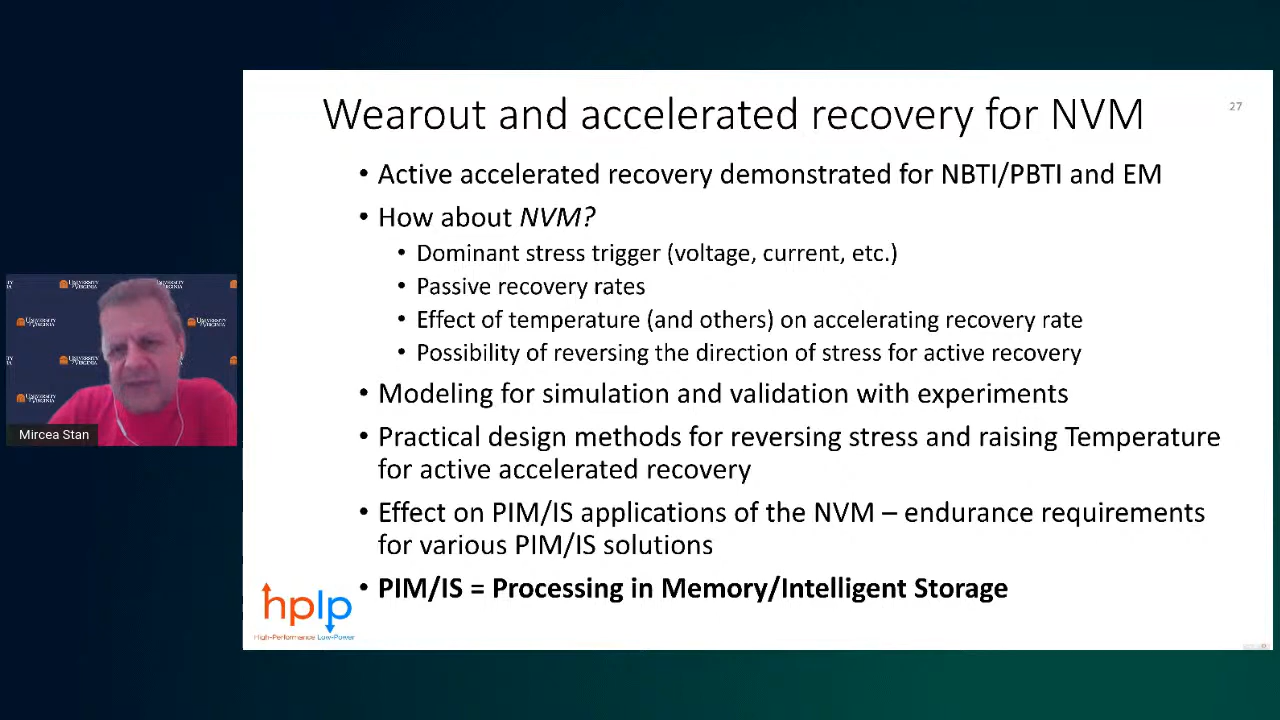 Wearout and accelerated recovery for NVM
27
• Active accelerated recovery demonstrated for NBTI/PBTI and EM
• How about NVM?
• Dominant stress trigger (voltage, current, etc.)
• Passive recovery rates
• Effect of temperature (and others) on accelerating recovery rate
• Possibility of reversing the direction of stress for active recovery
• Modeling for simulation and validation with experiments
• Practical design methods for reversing stress and raising Temperature
for active accelerated recovery
• Effect on PIM/IS applications of the NVM – endurance requirements
for various PIM/IS solutions
• PIM/IS = Processing in Memory/Intelligent Storage
hplp
High-Performance Low-Power
UNIVERSITY
of VIRGINIA
Mircea Stan